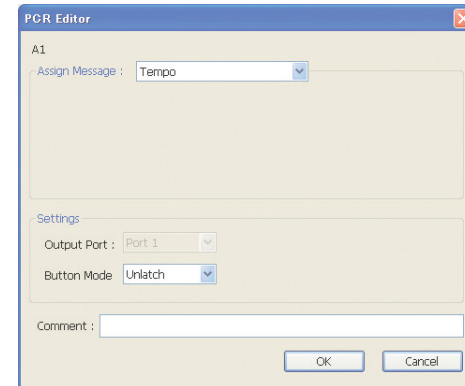 PCR Editor
A1
Assign Message : Tempo
Settings
Output Port : Port 1
Button Mode Unlatch
Comment :
OK Cancel